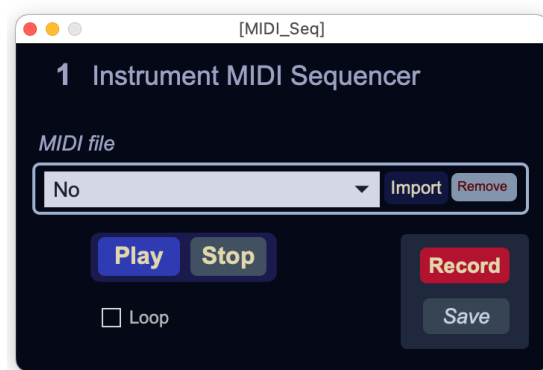 [MIDI_Seq]
1 Instrument MIDI Sequencer
MIDI file
No Import Remove
Play Stop
Record
Loop
Save